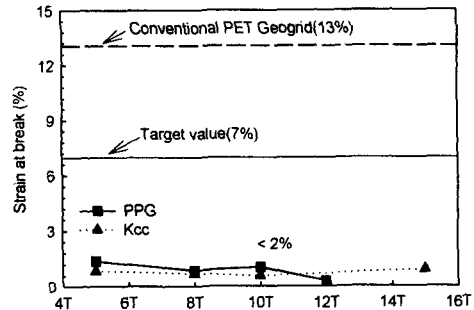 15
Conventional PET Geogrid(13%)
12
Strain at break (%)
9
Target value(7%)
6
PPG
Kcc
3
< 2%
0
4T 6T 8T 10T 12T 14T 16T